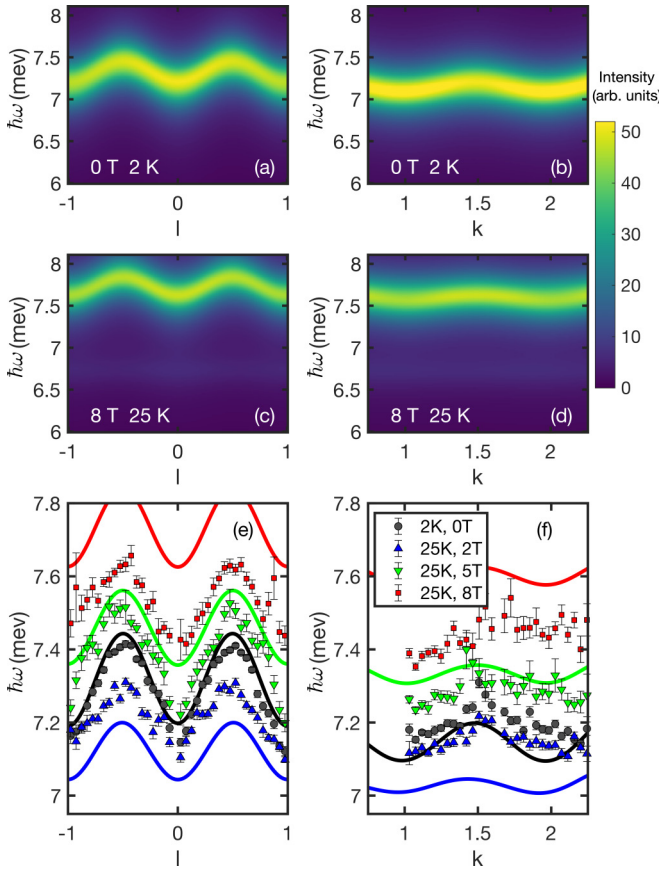 8
7.5
7
6.5
6
ħω (mev)
0 T 2 K
(a)
-1
0
1
l
8
7.5
7
6.5
6
ħω (mev)
0 T 2 K
(b)
1
1.5
2
k
Intensity
(arb. units)
50
40
30
20
10
0
8
7.5
7
6.5
6
ħω (mev)
8 T 25 K
(c)
-1
0
1
l
8
7.5
7
6.5
6
ħω (mev)
8 T 25 K
(d)
1
1.5
2
k
7.8
7.6
7.4
7.2
7
ħω (mev)
(e)
-1
0
1
l
7.8
7.6
7.4
7.2
7
ħω (mev)
(f)
2K, 0T
25K, 2T
25K, 5T
25K, 8T
1
1.5
2
k